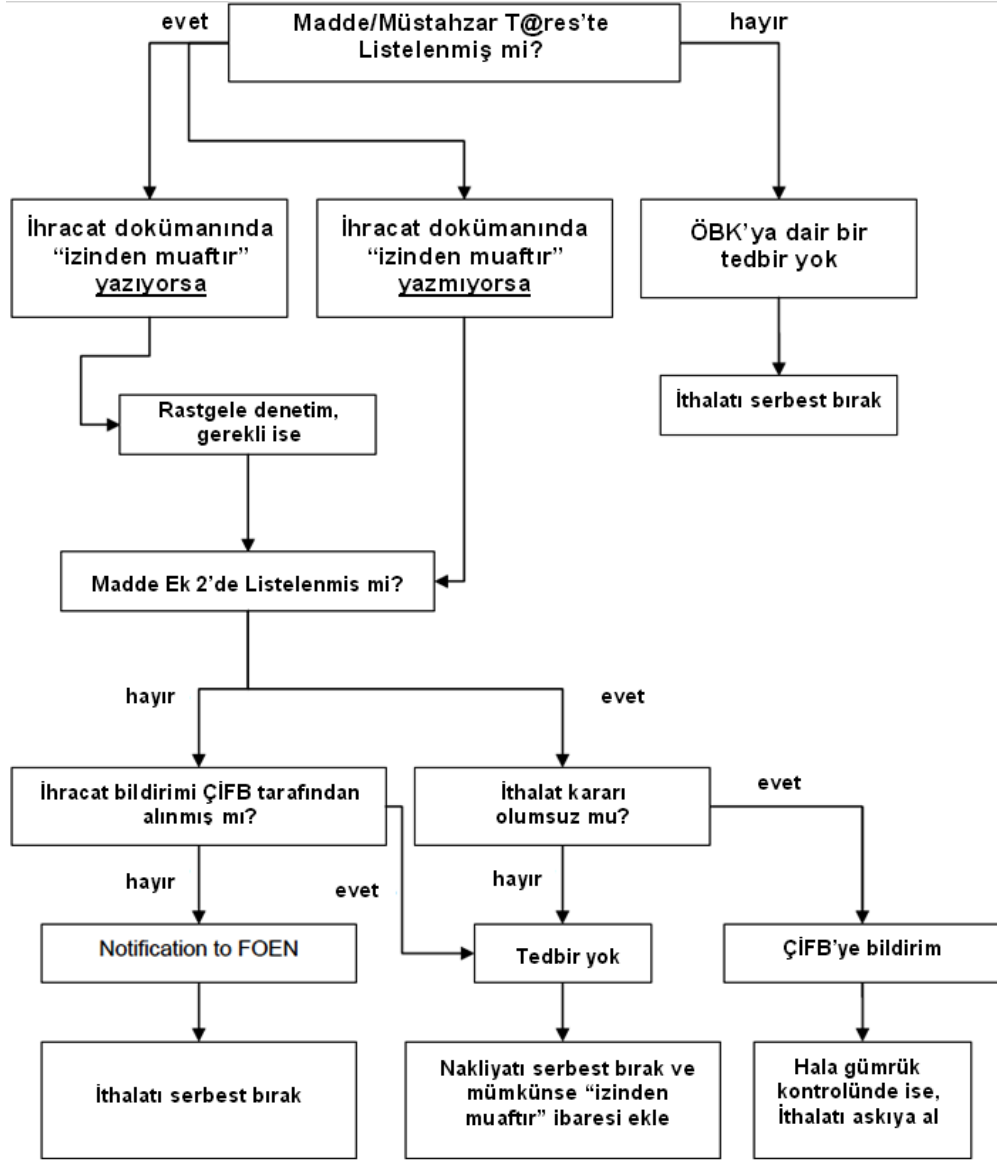 evet
Madde/Müstahzar T@res'te
Listelenmiş mi?
hayır
İhracat dokümanında
“izinden muaftır”
yazıyorsa
İhracat dokümanında
“izinden muaftır”
yazmıyorsa
ÖBK'ya dair bir
tedbir yok
Rastgele denetim,
gerekli ise
İthalatı serbest bırak
Madde Ek 2'de Listelenmis mi?
hayır
evet
İhracat bildirimi ÇİFB tarafından
alınmış mı?
İthalat kararı
olumsuz mu?
evet
hayır
evet
hayır
Notification to FOEN
Tedbir yok
ÇİFB'ye bildirim
İthalatı serbest bırak
Nakliyatı serbest bırak ve
mümkünse “izinden
muaftır” ibaresi ekle
Hala gümrük
kontrolünde ise,
İthalatı askıya al